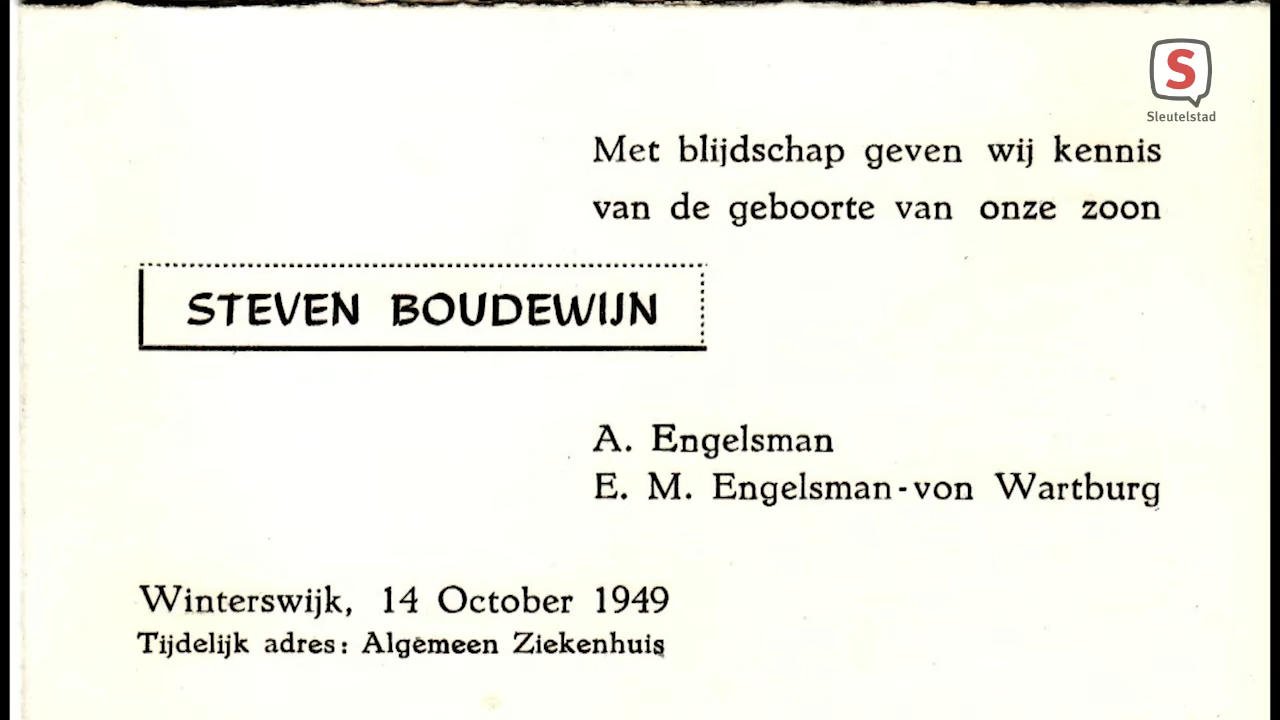 S
Sleutelstad
Met blijdschap geven wij kennis
van de geboorte van onze zoon
STEVEN BOUDEWIJN
A. Engelsman
E. M. Engelsman-von Wartburg
Winterswijk, 14 October 1949
Tijdelijk adres: Algemeen Ziekenhuis